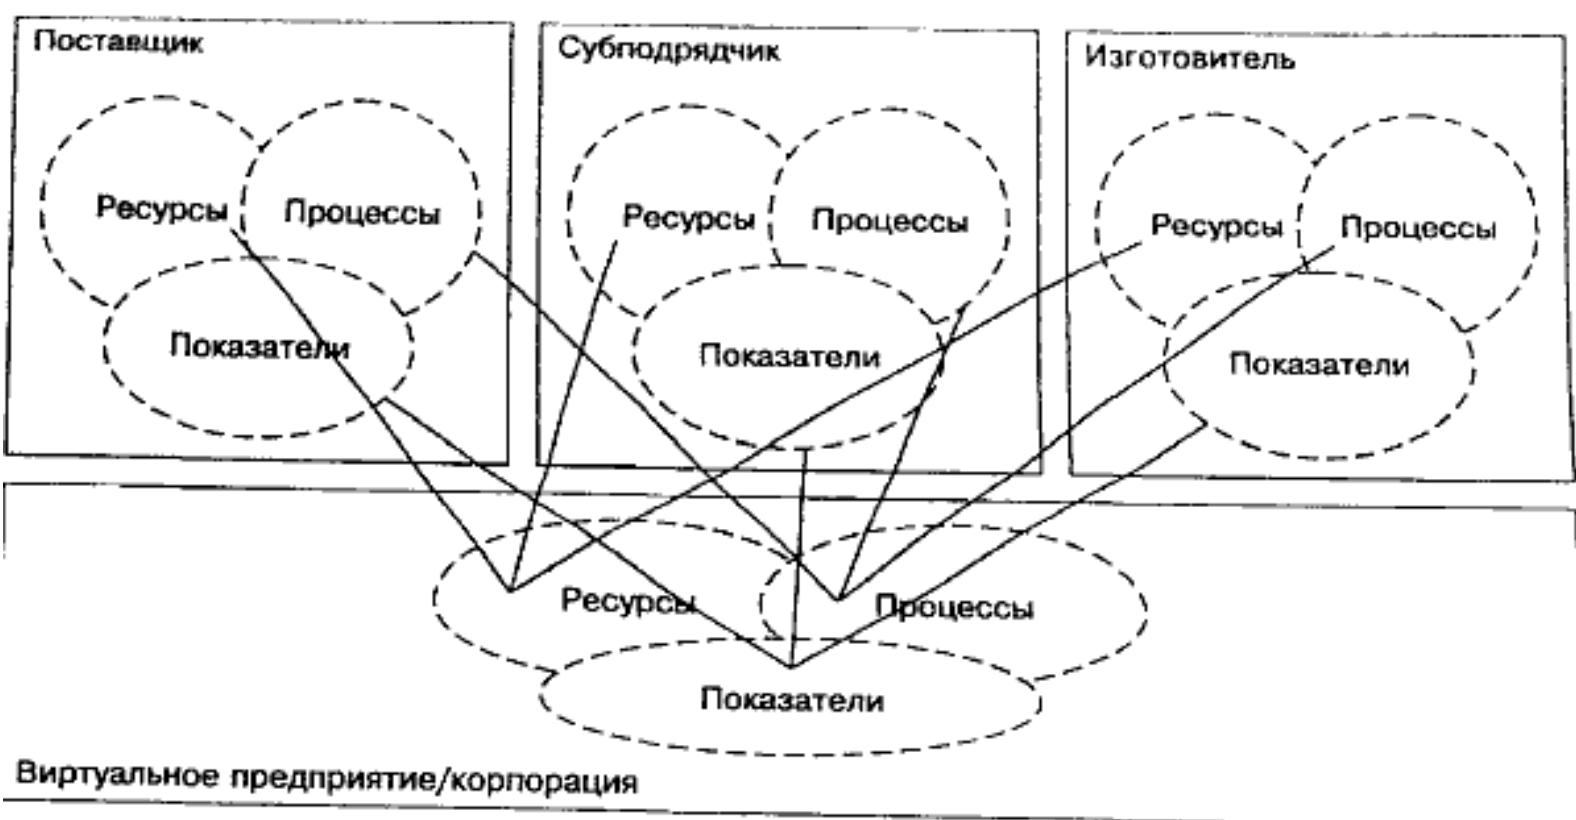 Поставщик
Ресурсы
Процессы
Показатели
Субподрядчик
Ресурсы
Процессы
Показатели
Изготовитель
Ресурсы
Процессы
Показатели
Ресурсы
Процессы
Показатели
Виртуальное предприятие/корпорация